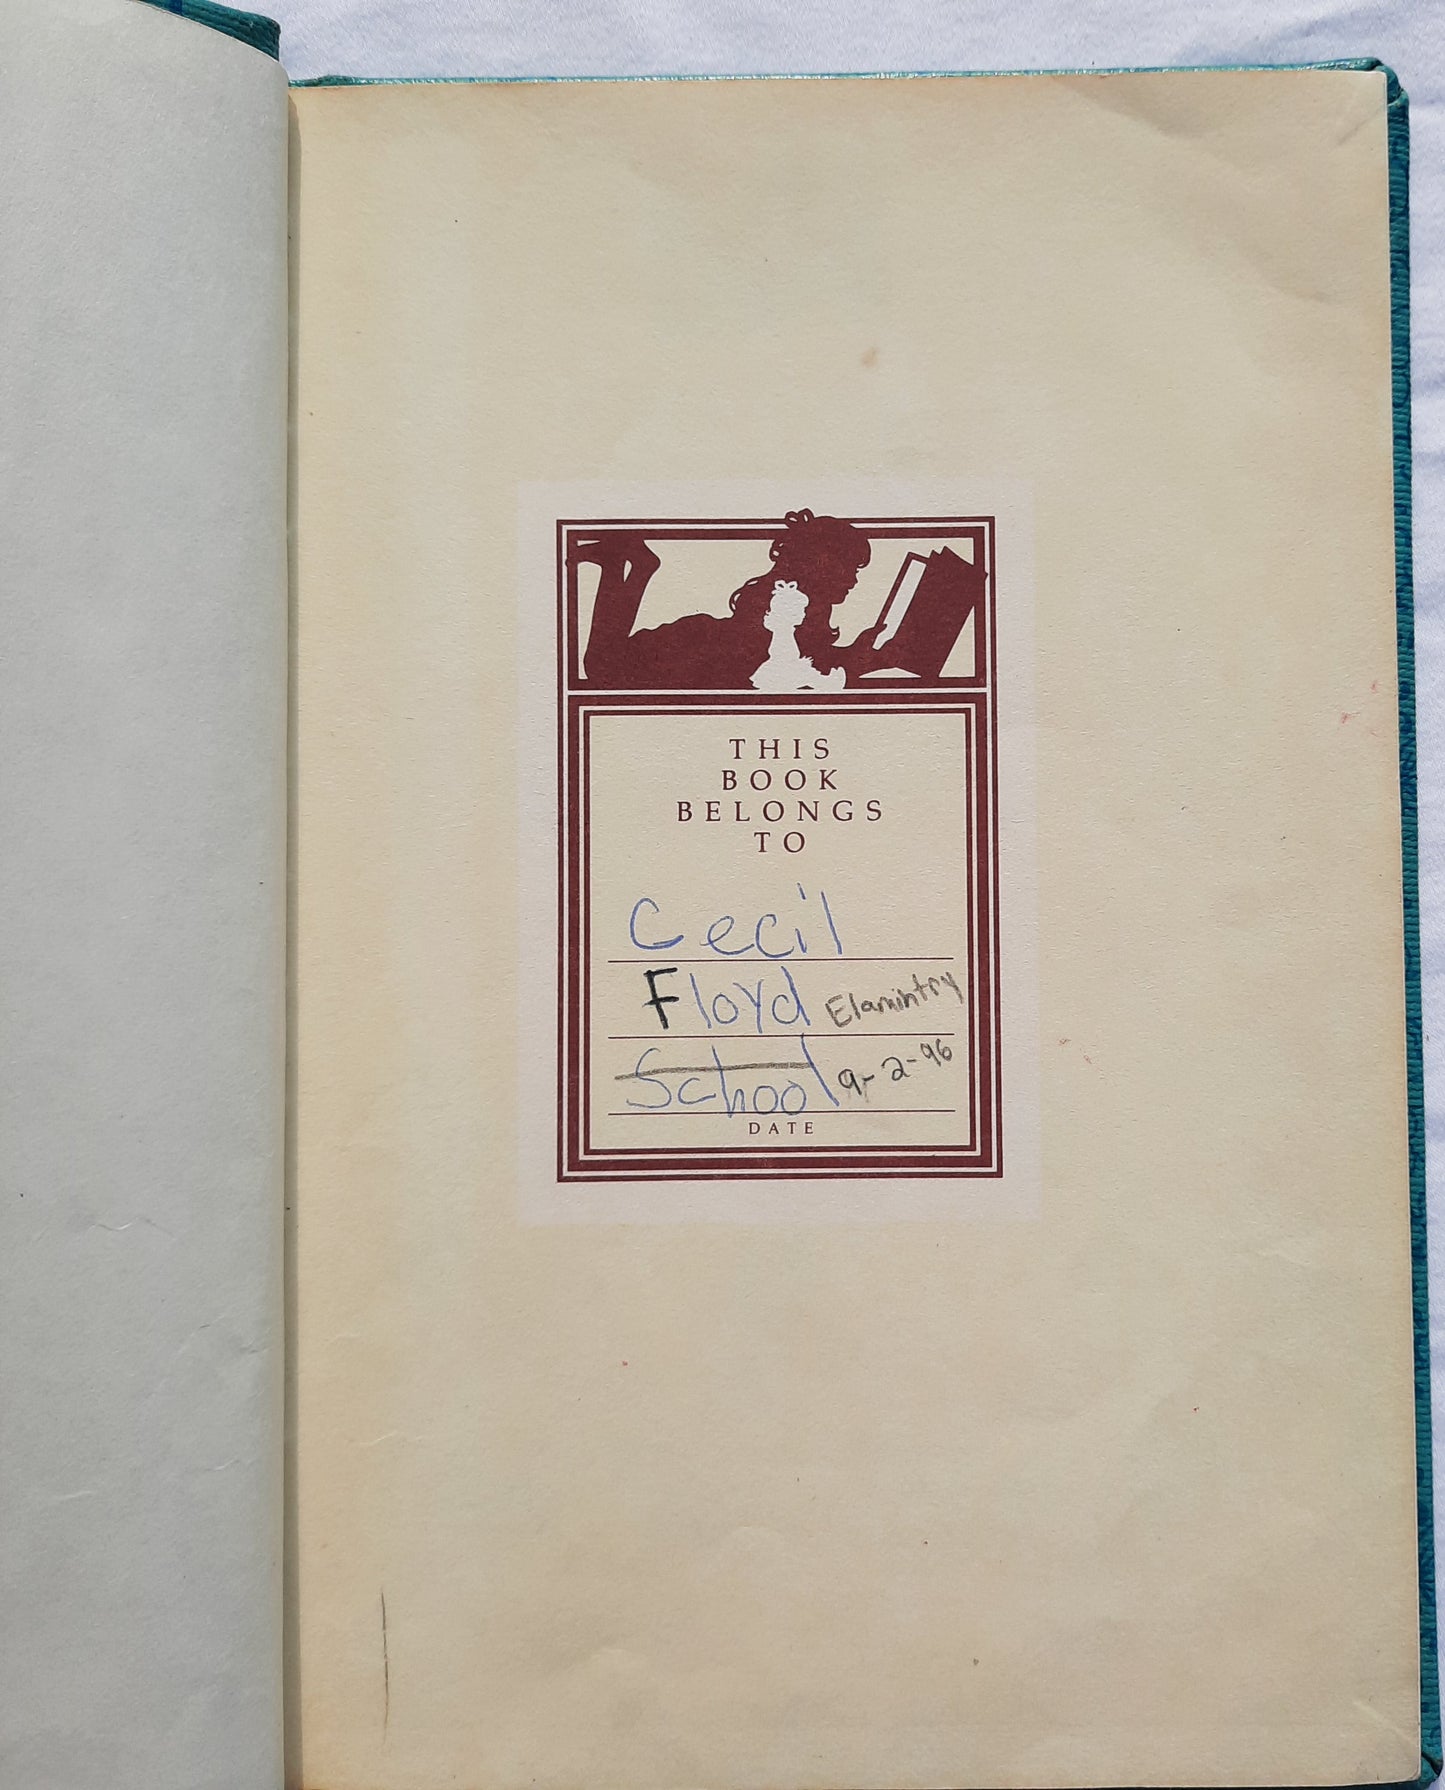 THIS
BOOK
BELONGS
TO
Cecil
Floyd Elamintry
School 9-2-96
DATE